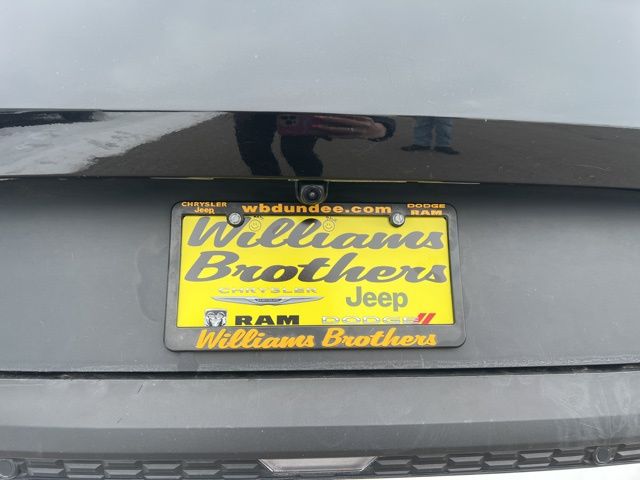 CHRYSLER wbdundee.com DODGE
Jeep RAM
Williams
Brothers
CHRYSLER
Jeep
RAM DODGE
Williams Brothers